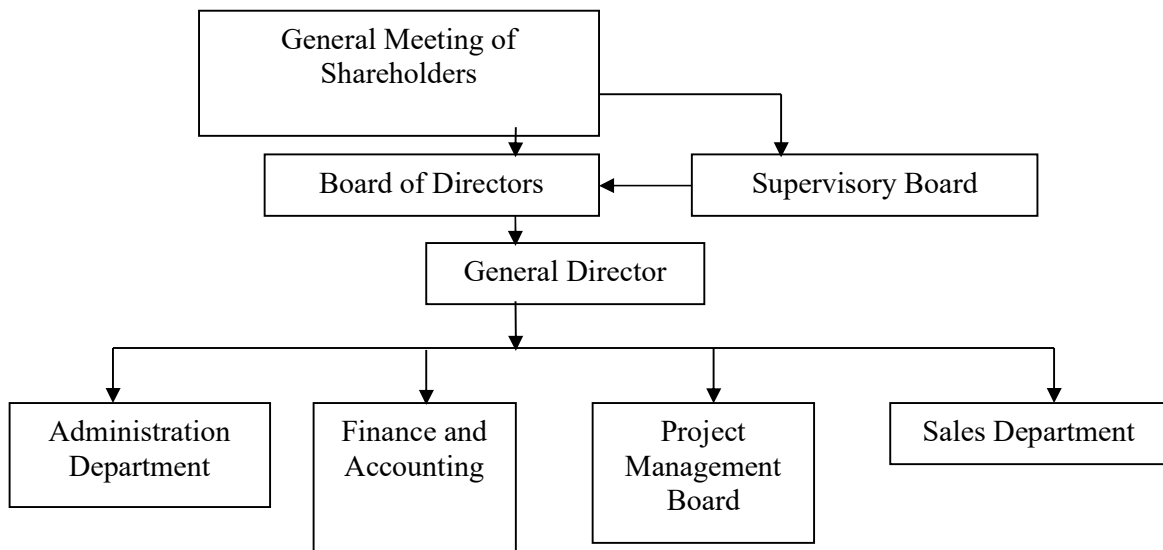 General Meeting of
Shareholders
Board of Directors
Supervisory Board
General Director
Administration
Department
Finance and
Accounting
Project
Management
Board
Sales Department